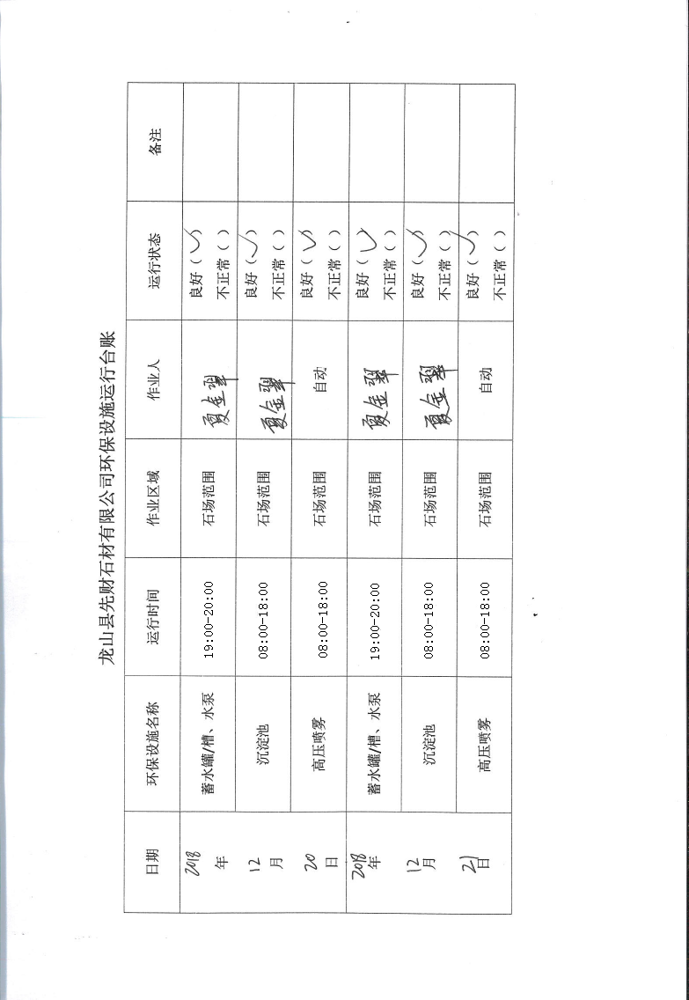 龙山县先财石材有限公司环保设施运行台账
日期 环保设施名称 运行时间 作业区域 作业人 运行状态 备注
2018年12月20日
蓄水罐/槽、水泵 19:00-20:00 石场范围 夏金翠 良好（√）
不正常（ ）
沉淀池 08:00-18:00 石场范围 夏金翠 良好（√）
不正常（ ）
高压喷雾 08:00-18:00 石场范围 自动 良好（√）
不正常（ ）
2018年12月21日
蓄水罐/槽、水泵 19:00-20:00 石场范围 夏金翠 良好（√）
不正常（ ）
沉淀池 08:00-18:00 石场范围 夏金翠 良好（√）
不正常（ ）
高压喷雾 08:00-18:00 石场范围 自动 良好（√）
不正常（ ）